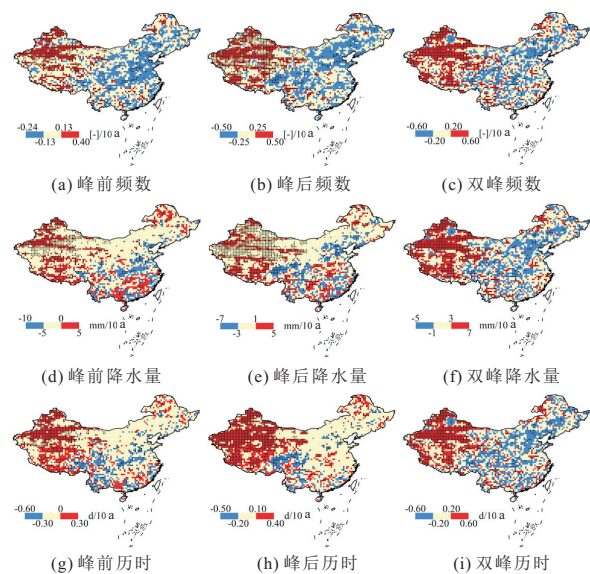 -0.24 0.13 [-]/10 a
-0.13 0.40
-0.50 0.25 [-]/10 a
-0.25 0.50
-0.60 0.20 [-]/10 a
-0.20 0.60
(a) 峰前频数 (b) 峰后频数 (c) 双峰频数
-10 0 mm/10 a
-5 5
-7 1 mm/10 a
-3 5
-5 3 mm/10 a
-1 7
(d) 峰前降水量 (e) 峰后降水量 (f) 双峰降水量
-0.60 0 d/10 a
-0.30 0.30
-0.50 0.10 d/10 a
-0.20 0.40
-0.60 0.20 d/10 a
-0.20 0.60
(g) 峰前历时 (h) 峰后历时 (i) 双峰历时